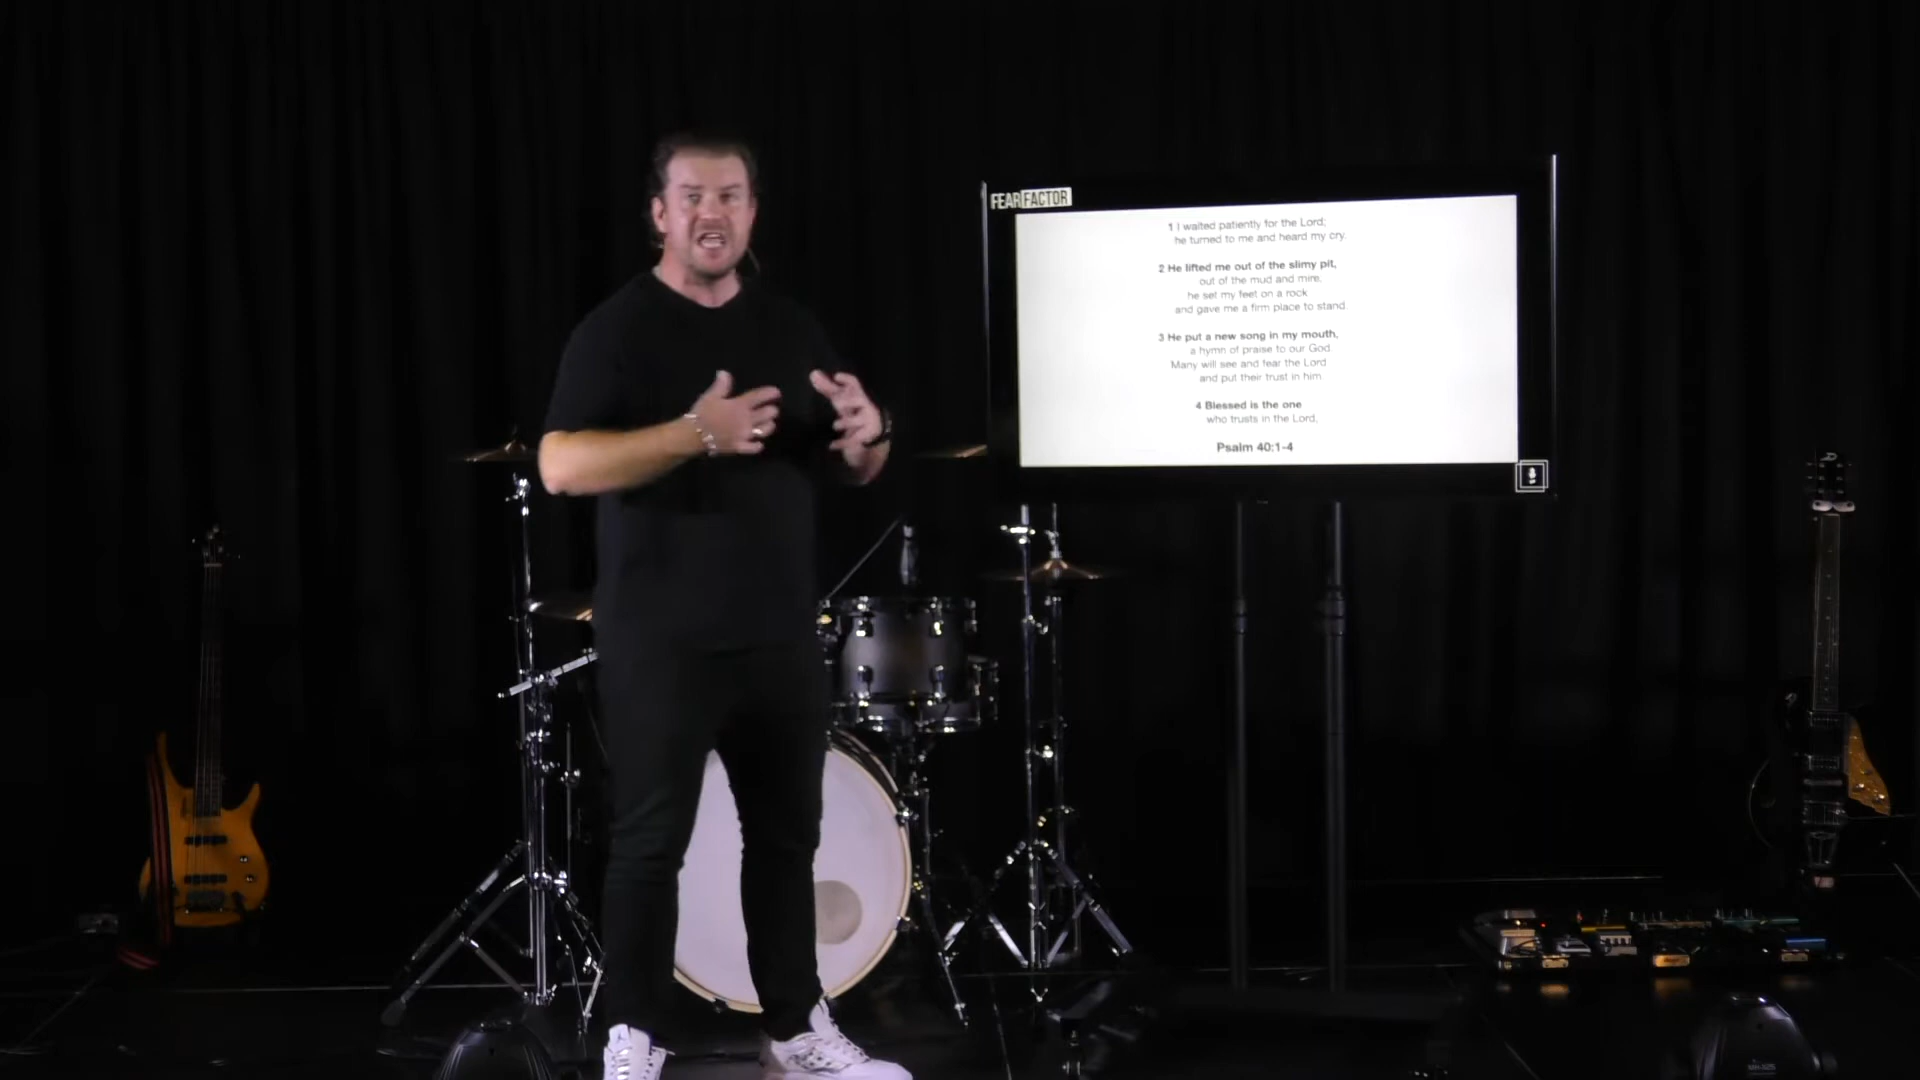 FEAR FACTOR
1 I waited patiently for the Lord;
he turned to me and heard my cry.
2 He lifted me out of the slimy pit,
out of the mud and mire;
he set my feet on a rock
and gave me a firm place to stand.
3 He put a new song in my mouth,
a hymn of praise to our God.
Many will see and fear the Lord
and put their trust in him.
4 Blessed is the one
who trusts in the Lord,
Psalm 40:1-4